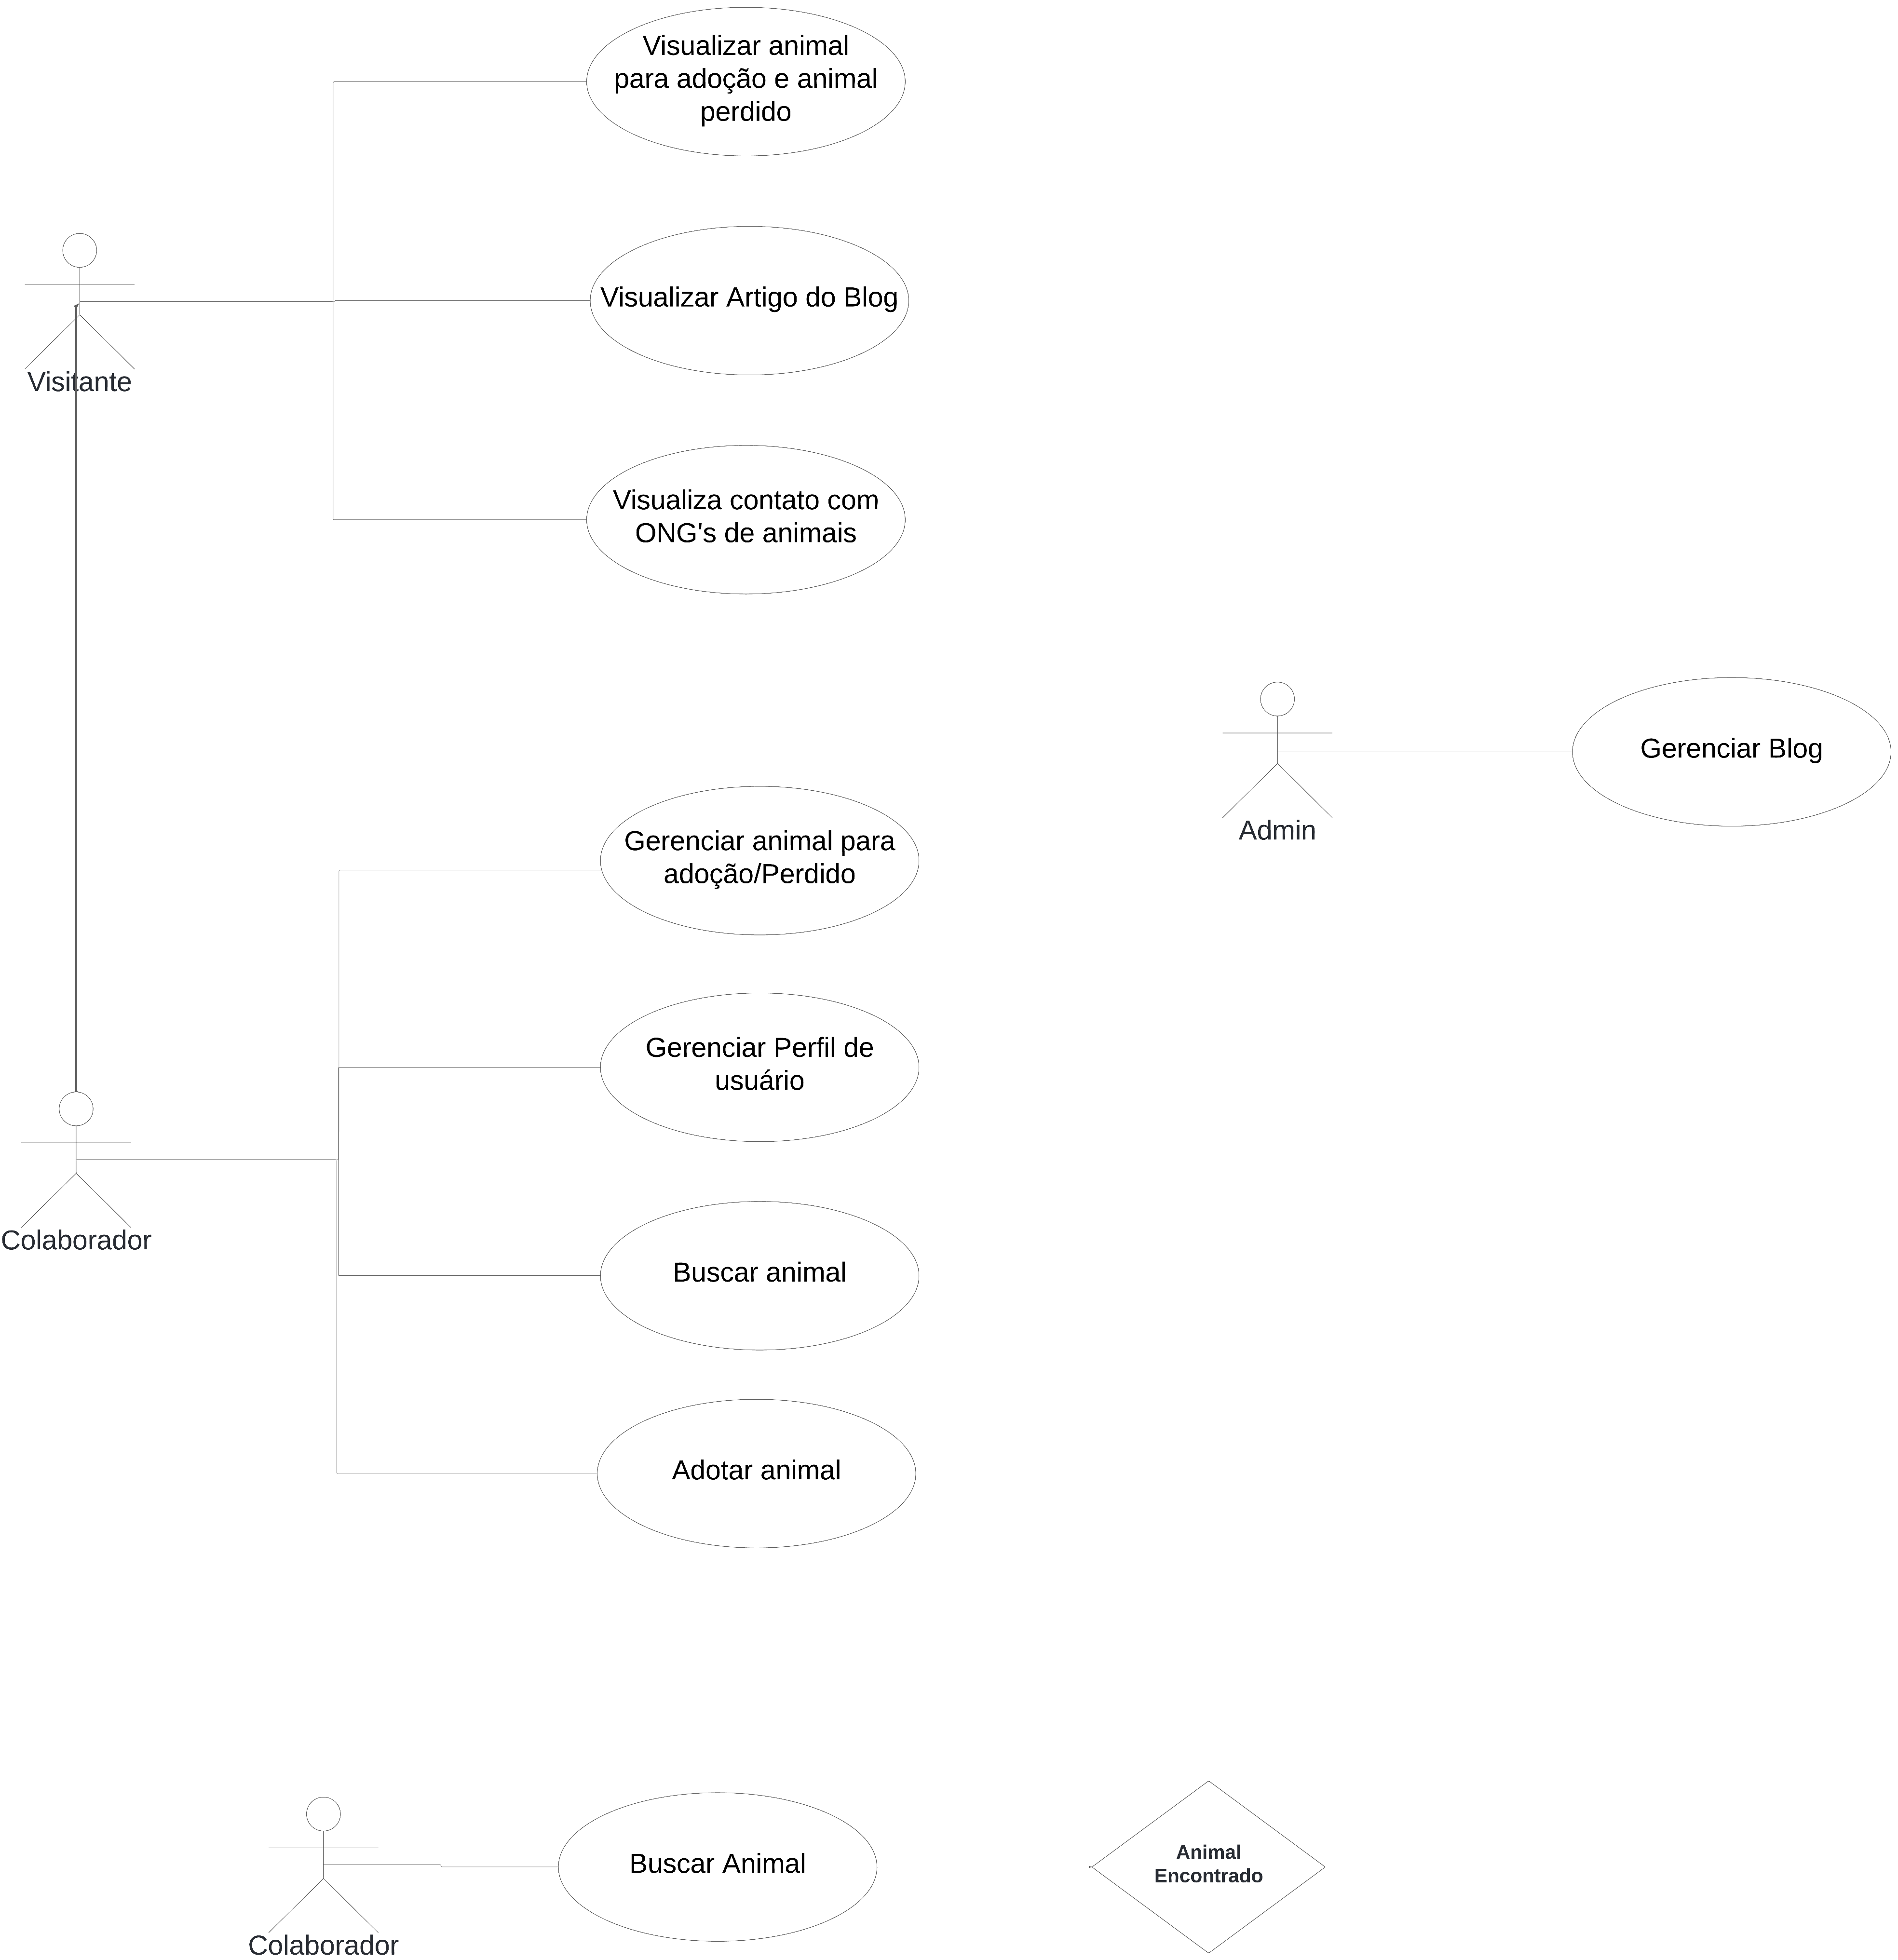 Visualizar animal
para adoção e animal
perdido
Visualizar Artigo do Blog
Visitante
Visualiza contato com
ONG's de animais
Gerenciar Blog
Admin
Gerenciar animal para
adoção/Perdido
Gerenciar Perfil de
usuário
Colaborador
Buscar animal
Adotar animal
Buscar Animal
Animal
Encontrado
Colaborador